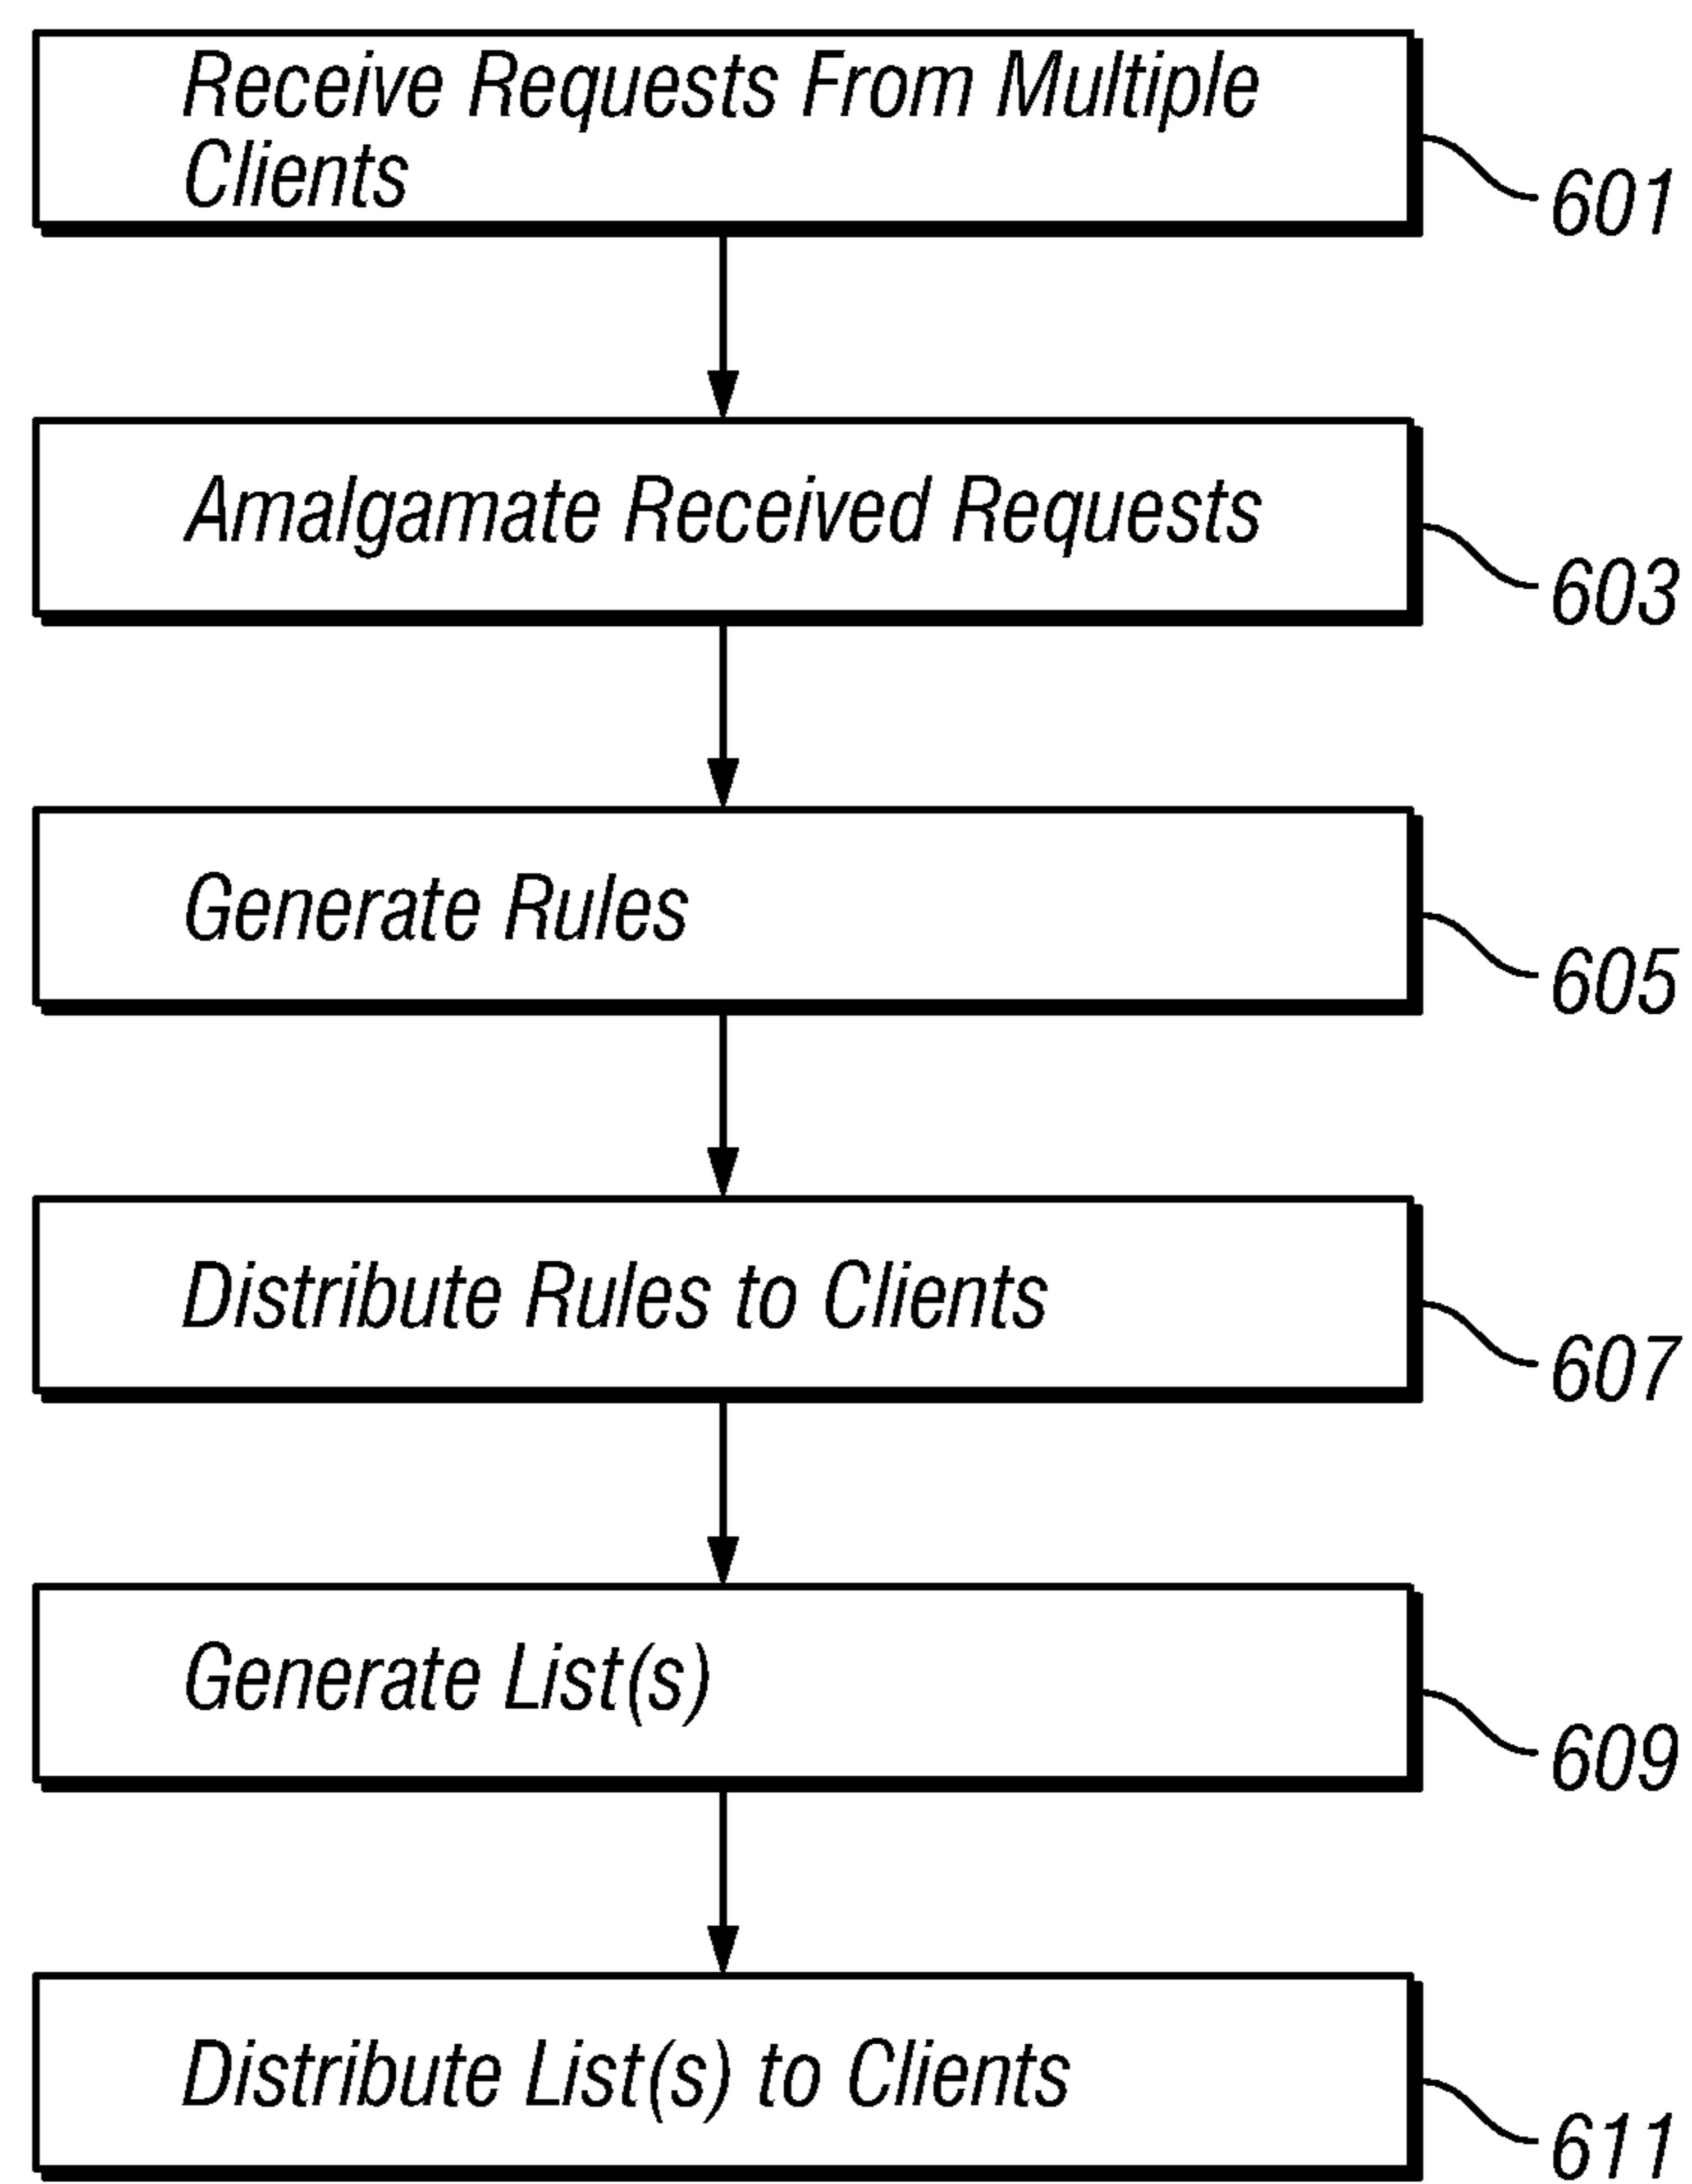 Receive Requests From Multiple
Clients
601
Amalgamate Received Requests
603
Generate Rules
605
Distribute Rules to Clients
607
Generate List(s)
609
Distribute List(s) to Clients
611